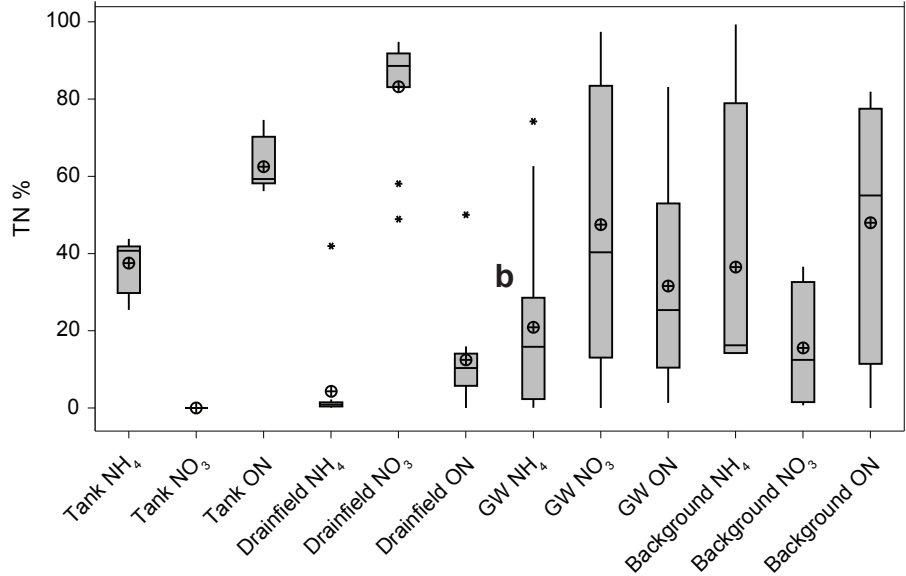 100
80
60
40
20
0
TN %
b
Tank NH₄
Tank NO₃
Tank ON
Drainfield NH₄
Drainfield NO₃
Drainfield ON
GW NH₄
GW NO₃
GW ON
Background NH₄
Background NO₃
Background ON